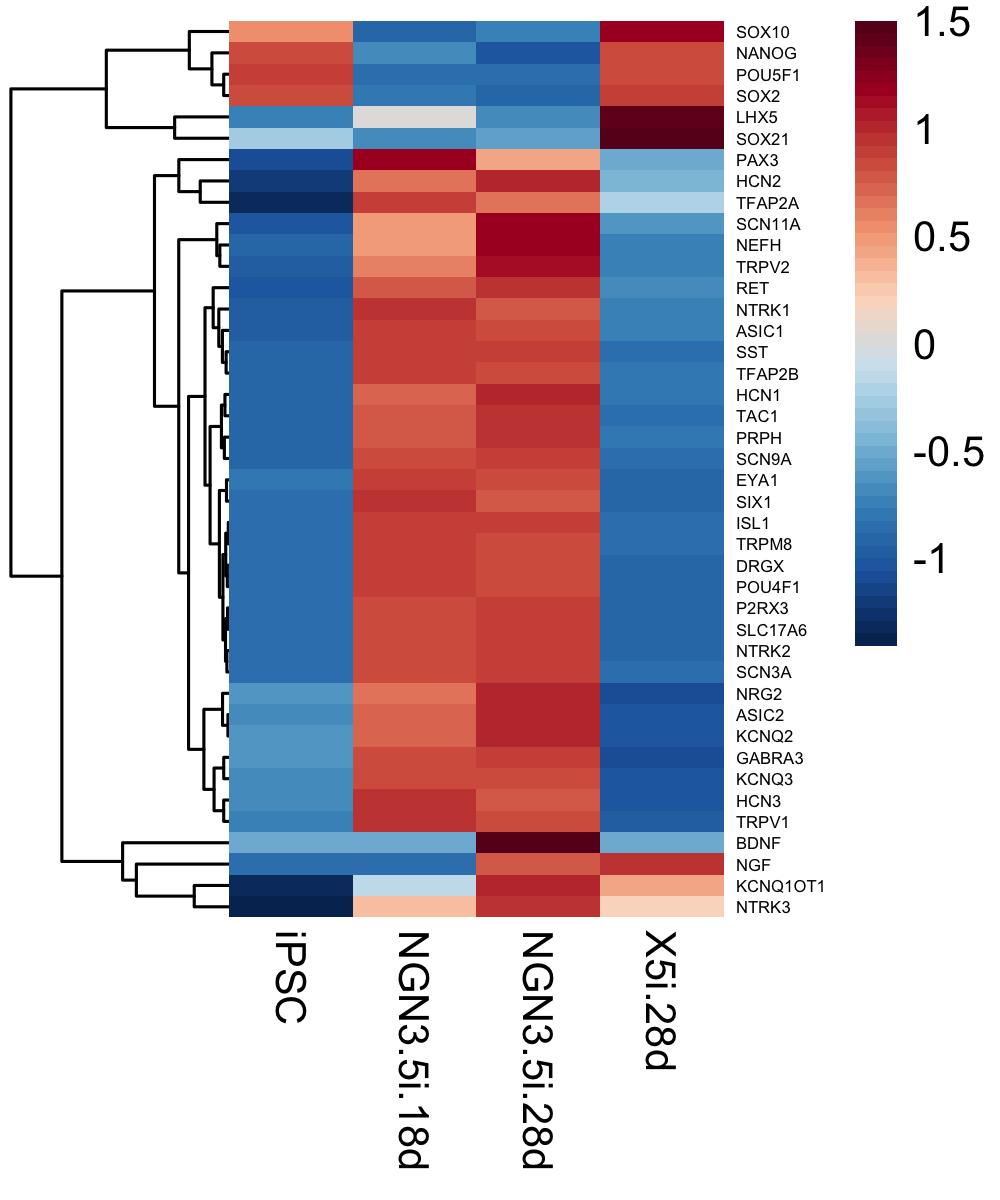 SOX10
NANOG
POU5F1
SOX2
LHX5
SOX21
PAX3
HCN2
TFAP2A
SCN11A
NEFH
TRPV2
RET
NTRK1
ASIC1
SST
TFAP2B
HCN1
TAC1
PRPH
SCN9A
EYA1
SIX1
ISL1
TRPM8
DRGX
POU4F1
P2RX3
SLC17A6
NTRK2
SCN3A
NRG2
ASIC2
KCNQ2
GABRA3
KCNQ3
HCN3
TRPV1
BDNF
NGF
KCNQ1OT1
NTRK3
1.5
1
0.5
0
-0.5
-1
iPSC
NGN3.5i.18d
NGN3.5i.28d
X5i.28d